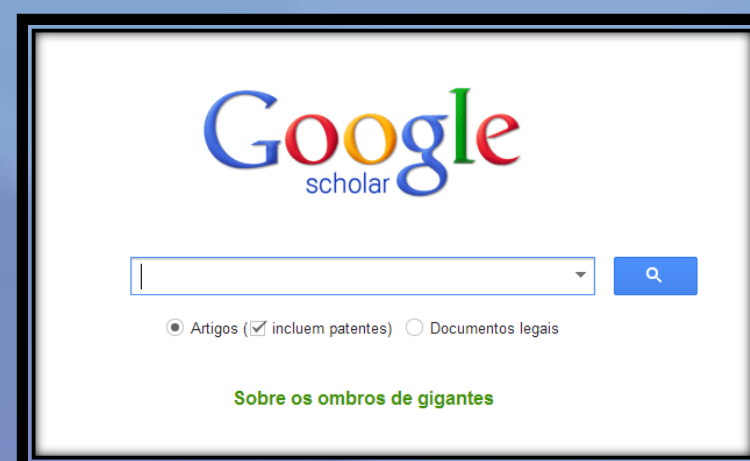 Google
scholar
Artigos (incluem patentes) Documentos legais
Sobre os ombros de gigantes